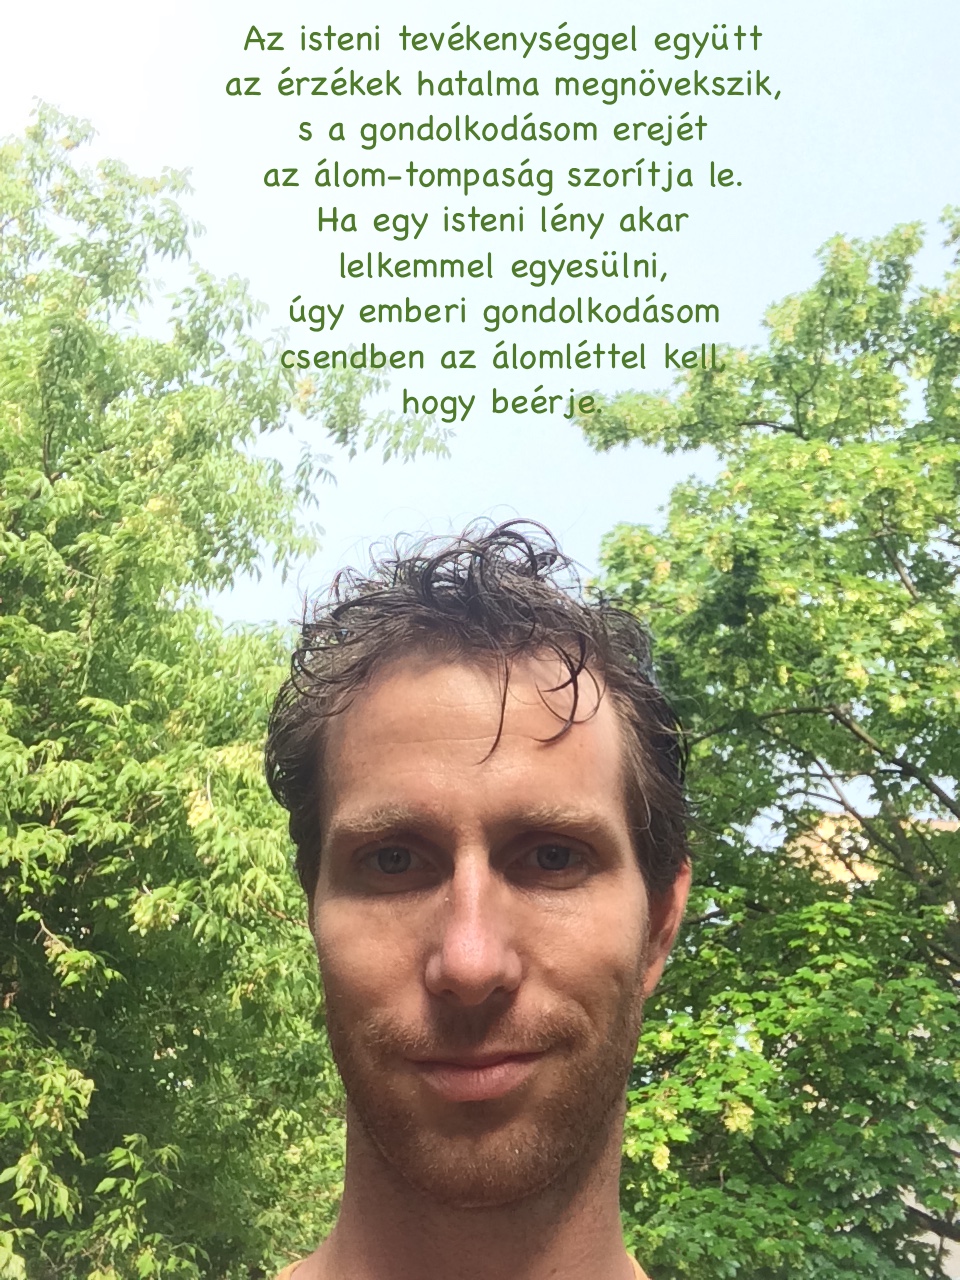 Az isteni tevékenységgel együtt
az érzékek hatalma megnövekszik,
s a gondolkodásom erejét
az álom-tompaság szorítja le.
Ha egy isteni lény akar
lelkemmel egyesülni,
úgy emberi gondolkodásom
csendben az álomléttel kell,
hogy beérje.